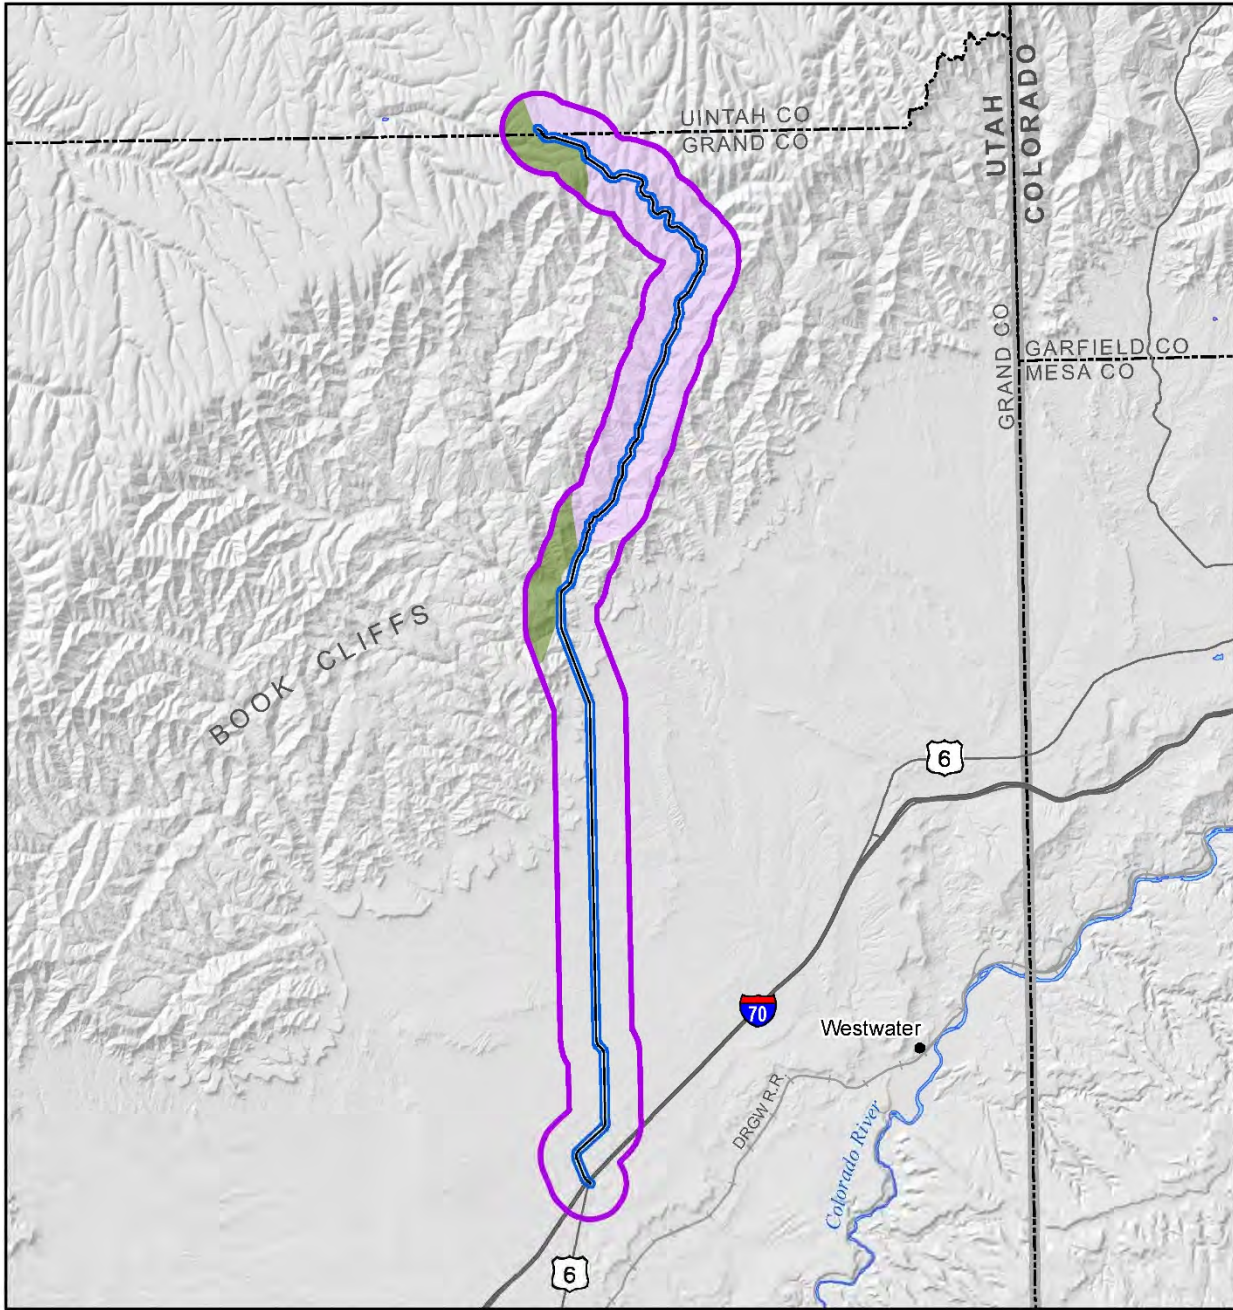 UINTAH CO
GRAND CO
UTAH
COLORADO
GRAND CO
GARFIELD CO
MESA CO
BOOK CLIFFS
6
70
Westwater
DRGW R.R
Colorado River
6